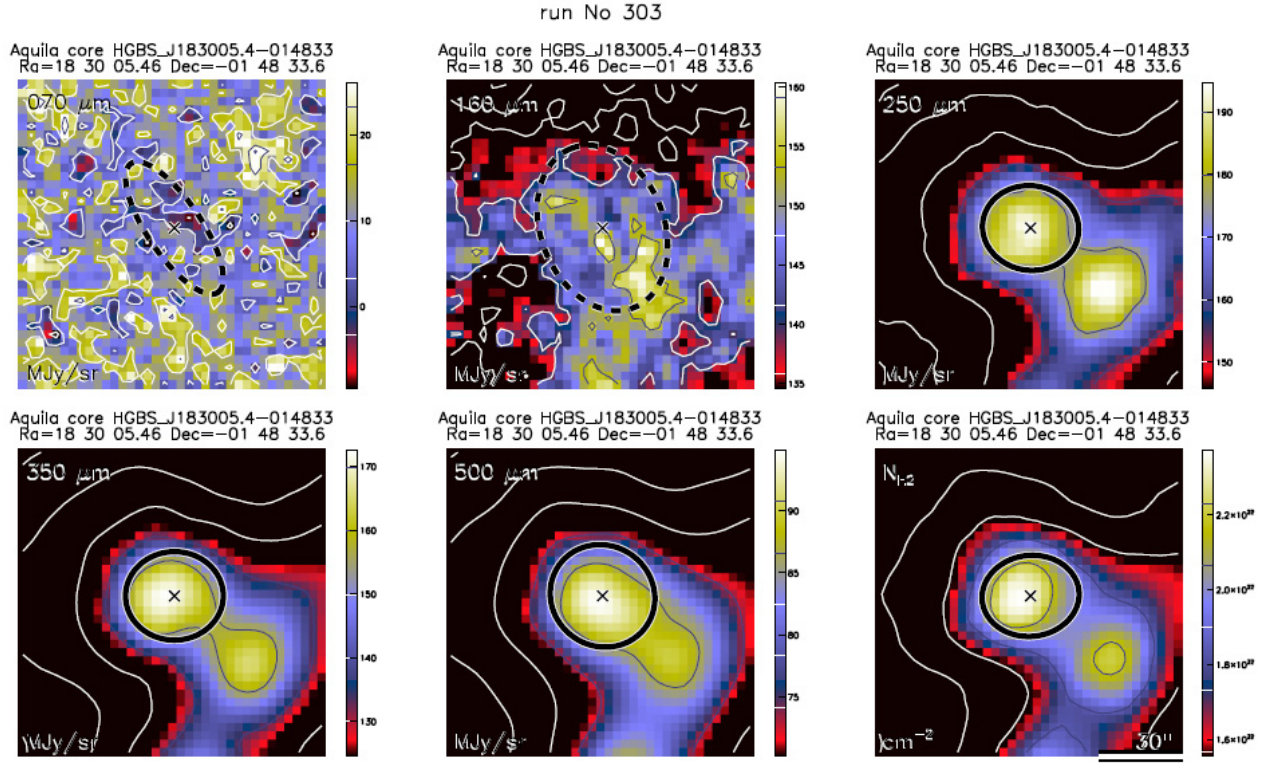 run No 303
Aquila core HGBS_J183005.4-014833
Ra=18 30 05.46 Dec=-01 48 33.6
070 μm
20
10
0
MJy/sr
Aquila core HGBS_J183005.4-014833
Ra=18 30 05.46 Dec=-01 48 33.6
160 μm
160
155
150
145
140
135
MJy/sr
Aquila core HGBS_J183005.4-014833
Ra=18 30 05.46 Dec=-01 48 33.6
250 μm
190
180
170
160
150
MJy/sr
Aquila core HGBS_J183005.4-014833
Ra=18 30 05.46 Dec=-01 48 33.6
350 μm
170
160
150
140
130
MJy/sr
Aquila core HGBS_J183005.4-014833
Ra=18 30 05.46 Dec=-01 48 33.6
500 μm
90
85
80
75
MJy/sr
Aquila core HGBS_J183005.4-014833
Ra=18 30 05.46 Dec=-01 48 33.6
N_H2
2.2×10²²
2.0×10²²
1.8×10²²
1.6×10²²
cm⁻²
30"